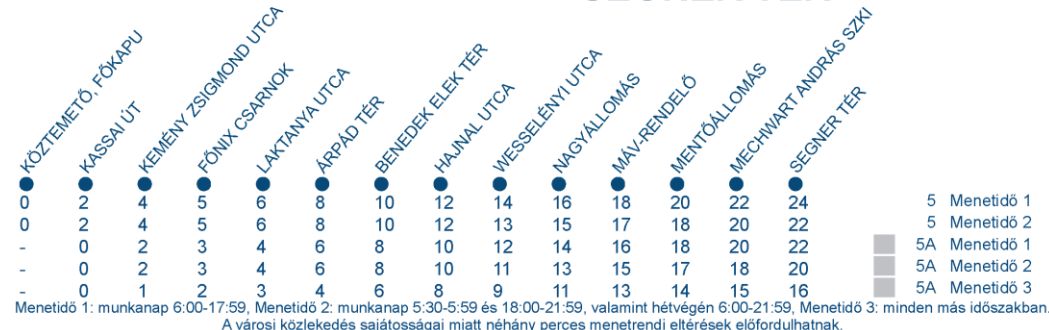 KÖZTEMETŐ, FŐKAPU
KASSAI ÚT
KEMÉNY ZSIGMOND UTCA
FŐNIX CSARNOK
LAKTANYA UTCA
ÁRPÁD TÉR
BENEDEK ELEK TÉR
HAJNAL UTCA
WESSELÉNYI UTCA
NAGYÁLLOMÁS
MÁV-RENDELŐ
MENTŐÁLLOMÁS
MECHWART ANDRÁS SZKI
SEGNER TÉR
0 2 4 5 6 8 10 12 14 16 18 20 22 24 5 Menetidő 1
0 2 4 5 6 8 10 12 13 15 17 18 20 22 5 Menetidő 2
- 0 2 3 4 6 8 10 12 14 16 18 20 22 5A Menetidő 1
- 0 2 3 4 6 8 10 11 13 15 17 18 20 5A Menetidő 2
- 0 1 2 3 4 6 8 9 11 13 14 15 16 5A Menetidő 3
Menetidő 1: munkanap 6:00-17:59, Menetidő 2: munkanap 5:30-5:59 és 18:00-21:59, valamint hétvégén 6:00-21:59, Menetidő 3: minden más időszakban.
A városi közlekedés sajátosságai miatt néhány perces menetrendi eltérések előfordulhatnak.